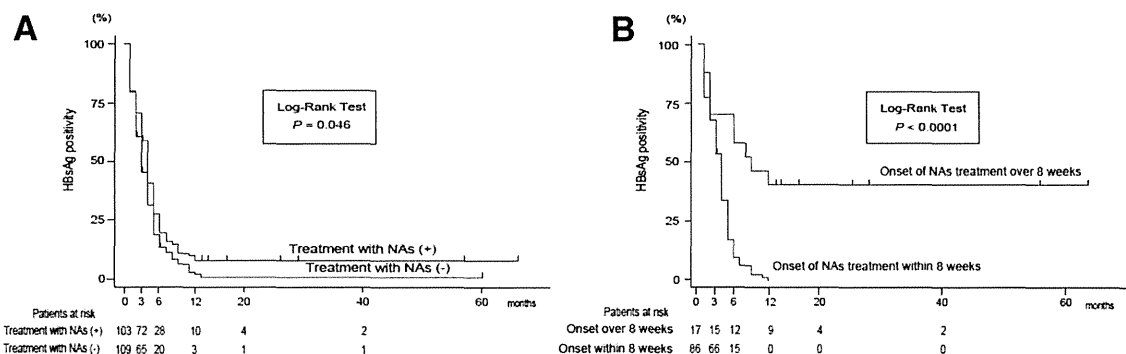 A
(%)
100
75
50
25
0
HBsAg positivity
Log-Rank Test
P = 0.046
Treatment with NAs (+)
Treatment with NAs (-)
0 3 6 12 20 40 60 months
Patients at risk
Treatment with NAs (+) 103 72 28 10 4 2
Treatment with NAs (-) 109 65 20 3 1 1
B
(%)
100
75
50
25
0
HBsAg positivity
Log-Rank Test
P < 0.0001
Onset of NAs treatment over 8 weeks
Onset of NAs treatment within 8 weeks
0 3 6 12 20 40 60 months
Patients at risk
Onset over 8 weeks 17 15 12 9 4 2
Onset within 8 weeks 86 66 15 0 0 0